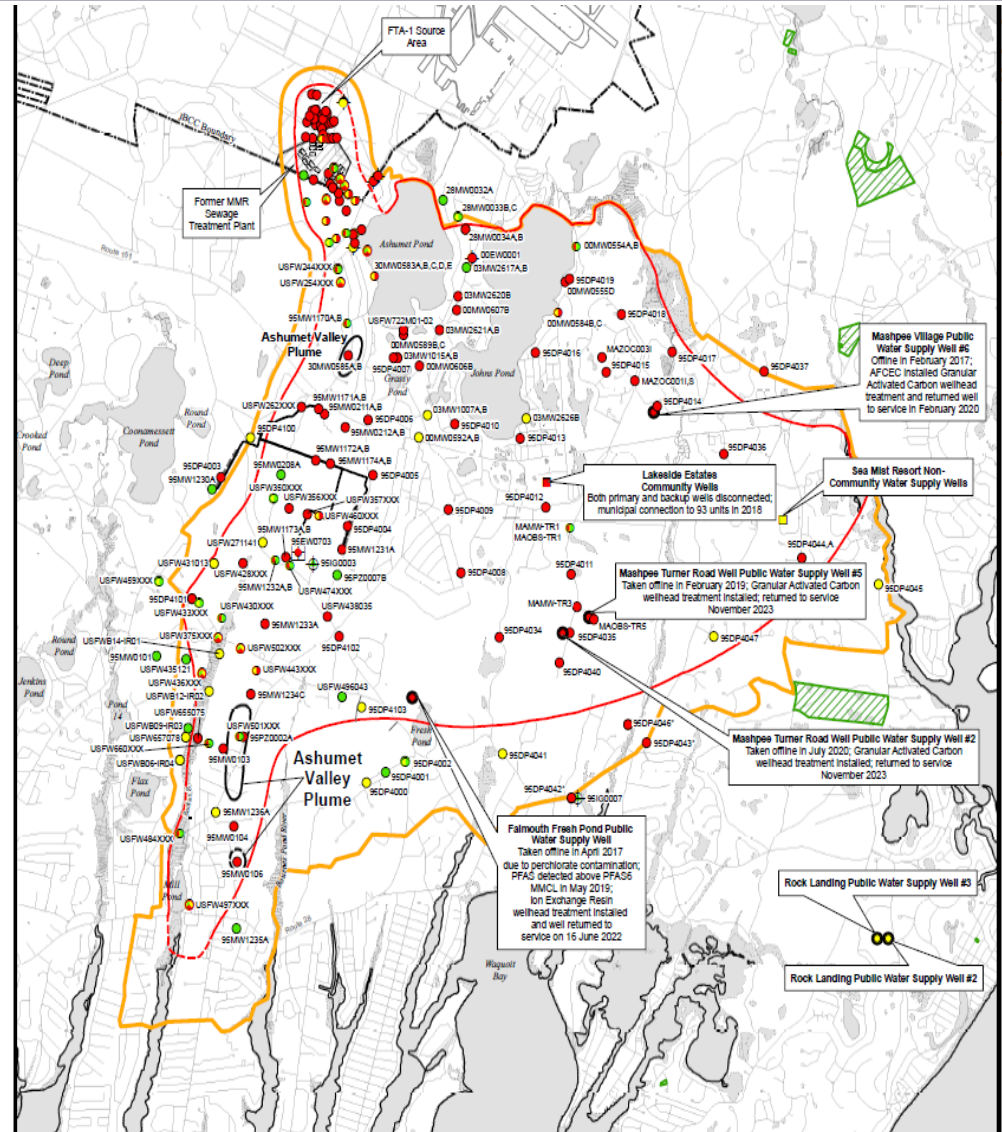 FTA-1 Source
Area
JBCC Boundary
Former MMR
Sewage
Treatment Plant
Route 151
Ashumet Pond
28MW0032A
28MW0033B,C
28MW0034A,B
00EW0001
03MW2617A,B
00MW0554A,B
30MW0583A,B,C,D,E
USFW244XXX
USFW254XXX
95DP4019
00MW0555D
03MW2620B
00MW0607B
00MW0584B,C
95DP4018
95MW1170A,B
USFW722M01-02
03MW2621A,B
00MW0589B,C
Ashumet Valley
Plume
30MW0585A,B
03MW1015A,B
95DP4007
00MW0606B
Grassy
Pond
Johns Pond
95DP4016
MAZOC003I
95DP4015
95DP4017
MAZOC001I,S
95DP4037
95DP4014
Mashpee Village Public
Water Supply Well #6
Offline in February 2017;
AFCEC Installed Granular
Activated Carbon wellhead
treatment and returned well
to service in February 2020
Deep
Pond
Round
Pond
Crooked
Pond
Coonamessett
Pond
USFW262XXX
95MW1171A,B
95MW0211A,B
95DP4006
95MW0212A,B
95DP4100
03MW1007A,B
95DP4010
00MW0592A,B
03MW2626B
95DP4013
95MW1172A,B
95MW1174A,B
95DP4003
95MW1230A
95MW0208A
95DP4005
95DP4036
USFW350XXX
USFW356XXX
USFW357XXX
USFW460XXX
95DP4004
95MW1173A,B
95EW0703
95MW1231A
Lakeside Estates
Community Wells
Both primary and backup wells disconnected;
municipal connection to 93 units in 2018
95DP4012
95DP4009
MAMW-TR1
MAOBS-TR1
Sea Mist Resort Non-
Community Water Supply Wells
USFW271141
USFW431013
USFW428XXX
95IG0003
95PZ0007B
95MW1232A,B
USFW474XXX
USFW459XXX
95DP4101
USFW433XXX
USFW430XXX
USFW438035
95DP4008
95DP4011
95DP4044,A
95DP4045
Mashpee Turner Road Well Public Water Supply Well #5
Taken offline in February 2019; Granular Activated Carbon
wellhead treatment installed; returned to service
November 2023
MAMW-TR3
MAOBS-TR5
USFW375XXX
95MW1233A
USFWB14-IR01
USFW502XXX
95DP4102
95DP4034
95DP4035
95DP4047
Round
Pond
95MW0101
USFW435121
USFW443XXX
95DP4040
Jenkins
Pond
USFW436XXX
USFWB12-IR02
95MW1234C
USFW496043
95DP4103
Pond
14
USFW655075
USFWB09-IR03
USFW657078
USFW501XXX
95PZ0002A
USFW660XXX
95MW0103
USFWB06-IR04
Fresh
Pond
95DP4046*
95DP4043*
Mashpee Turner Road Well Public Water Supply Well #2
Taken offline in July 2020; Granular Activated Carbon
wellhead treatment installed; returned to service
November 2023
Ashumet
Valley
Plume
95DP4002
95DP4001
95DP4000
95DP4041
Flax
Pond
95DP4042*
95IG0007
95MW1236A
USFW484XXX
95MW0104
95MW0106
Bournes Pond River
Falmouth Fresh Pond Public
Water Supply Well
Taken offline in April 2017
due to perchlorate contamination;
PFAS detected above PFAS6
MMCL in May 2019;
Ion Exchange Resin
wellhead treatment installed
and well returned to
service on 16 June 2022
Mill
Pond
USFW497XXX
95MW1235A
Route 28
Rock Landing Public Water Supply Well #3
Waquoit
Bay
Rock Landing Public Water Supply Well #2